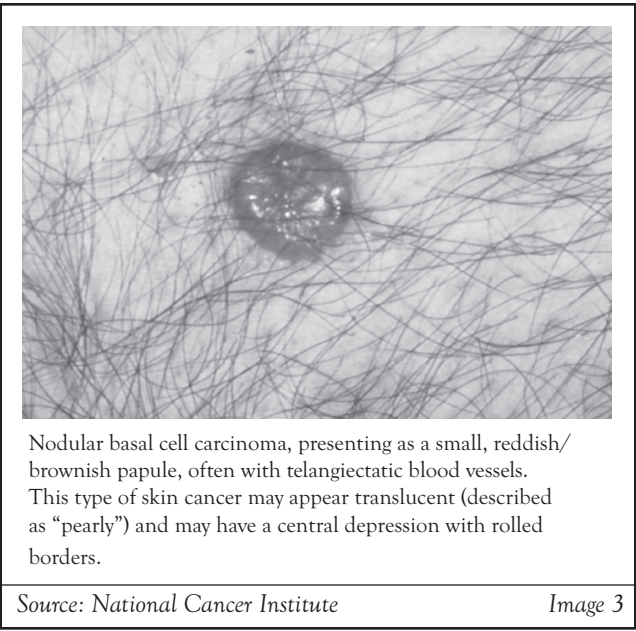 Nodular basal cell carcinoma, presenting as a small, reddish/
brownish papule, often with telangiectatic blood vessels.
This type of skin cancer may appear translucent (described
as “pearly”) and may have a central depression with rolled
borders.
Source: National Cancer Institute
Image 3